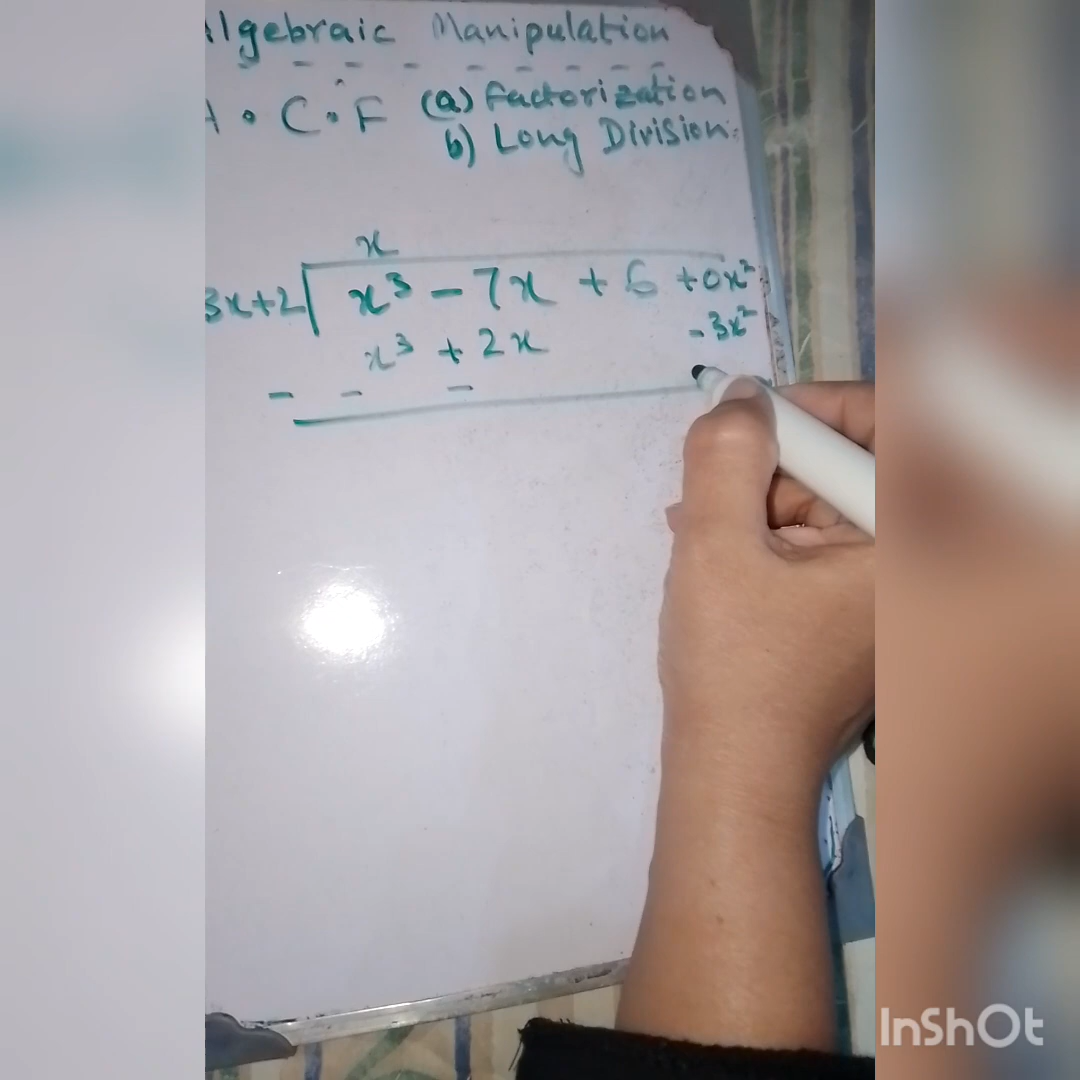 lgebraic Manipulation
- - - - - - - -
H.C.F (a) Factorization
b) Long Division:
x
3x+2) x³ - 7x + 6 +0x²
x³ + 2x - 3x²
- - -
InShOt